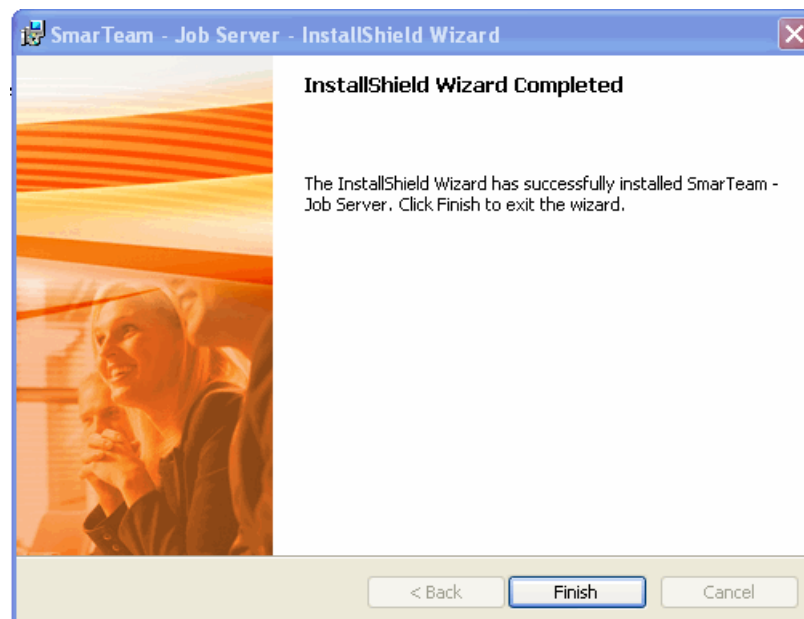 SmarTeam - Job Server - InstallShield Wizard
InstallShield Wizard Completed
The InstallShield Wizard has successfully installed SmarTeam -
Job Server. Click Finish to exit the wizard.
< Back
Finish
Cancel